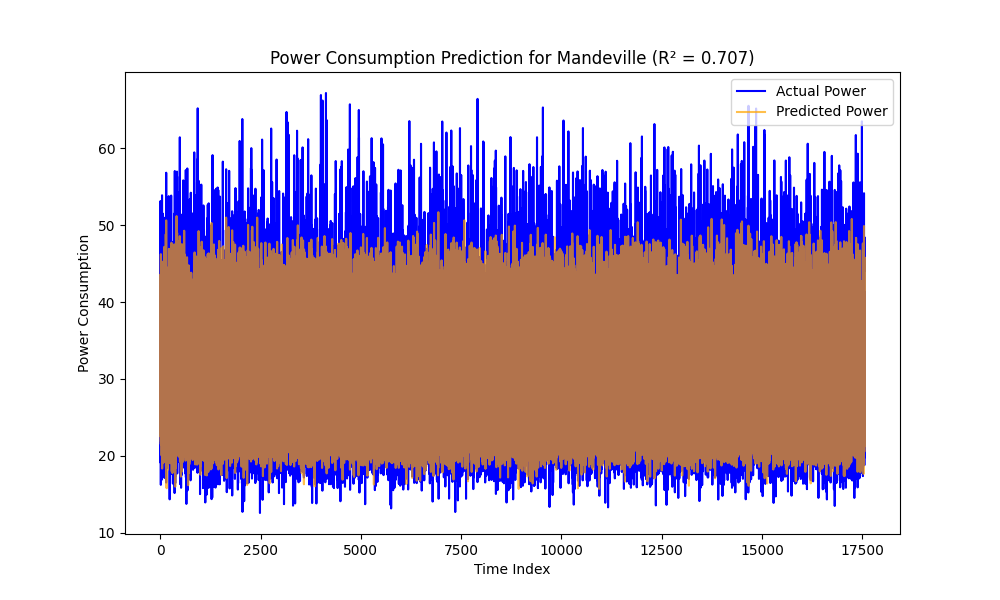 Power Consumption Prediction for Mandeville (R² = 0.707)
Actual Power
Predicted Power
Power Consumption
60
50
40
30
20
10
0 2500 5000 7500 10000 12500 15000 17500
Time Index